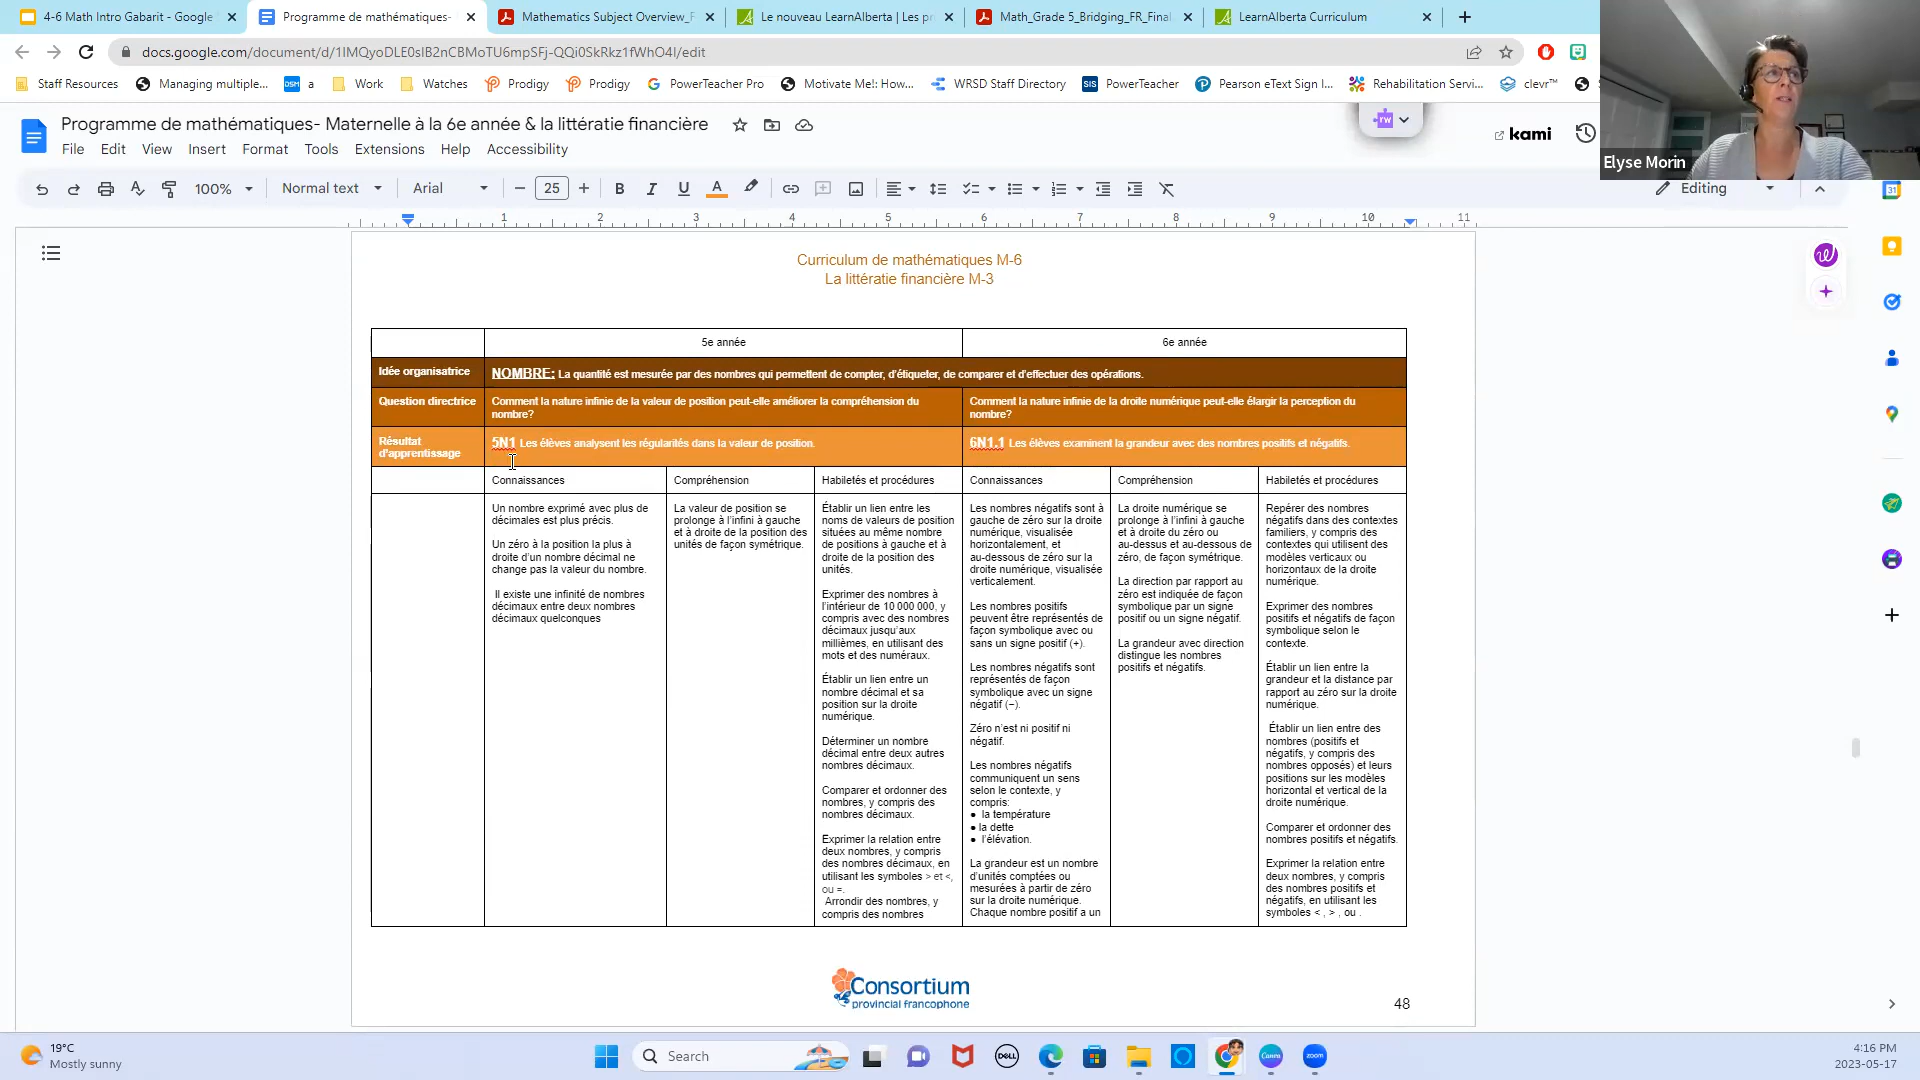 4-6 Math Intro Gabarit - Google
Programme de mathématiques-
Mathematics Subject Overview_F
Le nouveau LearnAlberta | Les pr
Math_Grade 5_Bridging_FR_Final
LearnAlberta Curriculum
docs.google.com/document/d/1IMQyoDLE0sIB2nCBMoTU6mpSFj-QQi0SkRkz1fWhO4I/edit
Staff Resources
Managing multiple...
DSM a
Work
Watches
Prodigy
Prodigy
PowerTeacher Pro
Motivate Me!: How...
WRSD Staff Directory
SIS PowerTeacher
Pearson eText Sign I...
Rehabilitation Servi...
clevr™
Programme de mathématiques- Maternelle à la 6e année & la littératie financière
rw
kami
Elyse Morin
File Edit View Insert Format Tools Extensions Help Accessibility
100% Normal text Arial 25 Editing
31
1 2 3 4 5 6 7 8 9 10 11
Curriculum de mathématiques M-6
La littératie financière M-3
5e année
6e année
Idée organisatrice
NOMBRE: La quantité est mesurée par des nombres qui permettent de compter, d'étiqueter, de comparer et d'effectuer des opérations.
Question directrice
Comment la nature infinie de la valeur de position peut-elle améliorer la compréhension du
nombre?
Comment la nature infinie de la droite numérique peut-elle élargir la perception du
nombre?
Résultat
d'apprentissage
5N1 Les élèves analysent les régularités dans la valeur de position.
6N1.1 Les élèves examinent la grandeur avec des nombres positifs et négatifs.
Connaissances
Compréhension
Habiletés et procédures
Connaissances
Compréhension
Habiletés et procédures
Un nombre exprimé avec plus de
décimales est plus précis.
Un zéro à la position la plus à
droite d'un nombre décimal ne
change pas la valeur du nombre.
Il existe une infinité de nombres
décimaux entre deux nombres
décimaux quelconques
La valeur de position se
prolonge à l'infini à gauche
et à droite de la position des
unités de façon symétrique.
Établir un lien entre les
noms de valeurs de position
situées au même nombre
de positions à gauche et à
droite de la position des
unités.
Exprimer des nombres à
l'intérieur de 10 000 000, y
compris avec des nombres
décimaux jusqu'aux
millièmes, en utilisant des
mots et des numéraux.
Établir un lien entre un
nombre décimal et sa
position sur la droite
numérique.
Déterminer un nombre
décimal entre deux autres
nombres décimaux.
Comparer et ordonner des
nombres, y compris des
nombres décimaux.
Exprimer la relation entre
deux nombres, y compris
des nombres décimaux, en
utilisant les symboles > et <,
ou =.
Arrondir des nombres, y
compris des nombres
Les nombres négatifs sont à
gauche de zéro sur la droite
numérique, visualisée
horizontalement, et
au-dessous de zéro sur la
droite numérique, visualisée
verticalement.
Les nombres positifs
peuvent être représentés de
façon symbolique avec ou
sans un signe positif (+).
Les nombres négatifs sont
représentés de façon
symbolique avec un signe
négatif (−).
Zéro n'est ni positif ni
négatif.
Les nombres négatifs
communiquent un sens
selon le contexte, y
compris:
● la température
● la dette
● l'élévation.
La grandeur est un nombre
d'unités comptées ou
mesurées à partir de zéro
sur la droite numérique.
Chaque nombre positif a un
La droite numérique se
prolonge à l'infini à gauche
et à droite du zéro ou
au-dessus et au-dessous de
zéro, de façon symétrique.
La direction par rapport au
zéro est indiquée de façon
symbolique par un signe
positif ou un signe négatif.
La grandeur avec direction
distingue les nombres
positifs et négatifs.
Repérer des nombres
négatifs dans des contextes
familiers, y compris des
contextes qui utilisent des
modèles verticaux ou
horizontaux de la droite
numérique.
Exprimer des nombres
positifs et négatifs de façon
symbolique selon le
contexte.
Établir un lien entre la
grandeur et la distance par
rapport au zéro sur la droite
numérique.
Établir un lien entre des
nombres (positifs et
négatifs, y compris des
nombres opposés) et leurs
positions sur les modèles
horizontal et vertical de la
droite numérique.
Comparer et ordonner des
nombres positifs et négatifs.
Exprimer la relation entre
deux nombres, y compris
des nombres positifs et
négatifs, en utilisant les
symboles < , > , ou .
Consortium
provincial francophone
48
19°C
Mostly sunny
Search
DELL
Canva
zoom
4:16 PM
2023-05-17